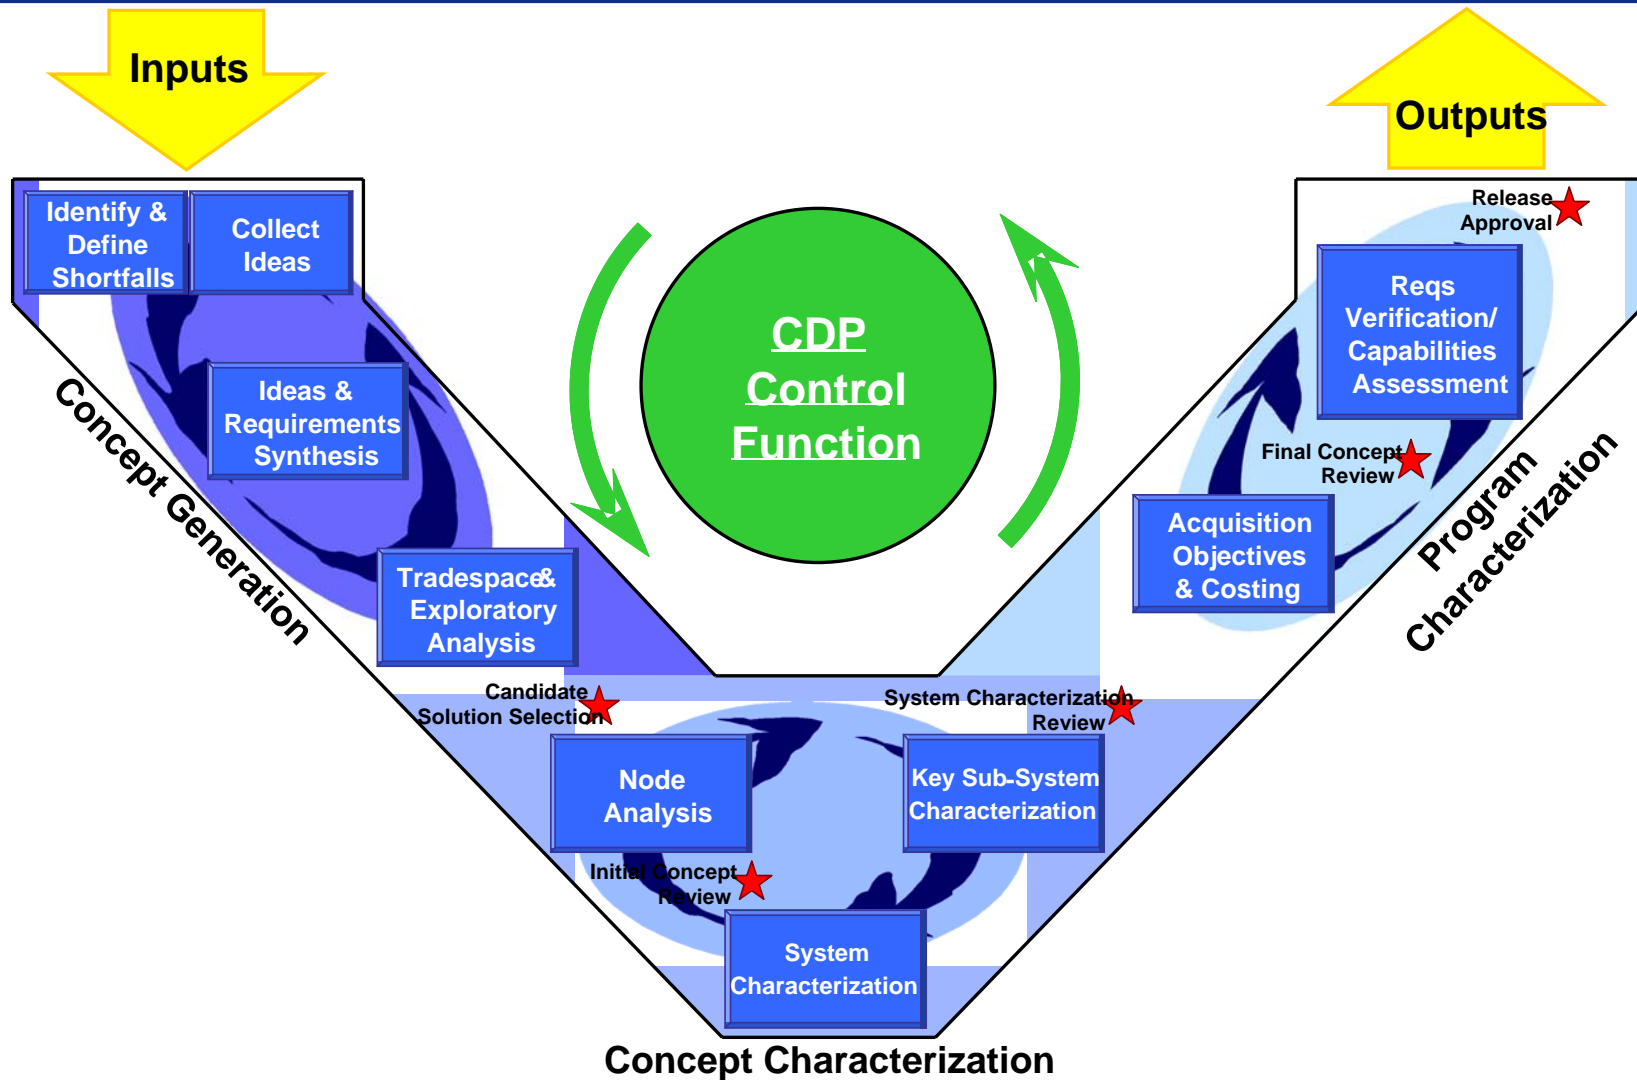 Inputs
Outputs
Identify &
Define
Shortfalls
Collect
Ideas
Ideas &
Requirements
Synthesis
Tradespace&
Exploratory
Analysis
Concept Generation
CDP
Control
Function
Candidate
Solution Selection
Node
Analysis
Initial Concept
Review
System
Characterization
Key Sub-System
Characterization
System Characterization
Review
Concept Characterization
Acquisition
Objectives
& Costing
Final Concept
Review
Reqs
Verification/
Capabilities
Assessment
Release
Approval
Program
Characterization